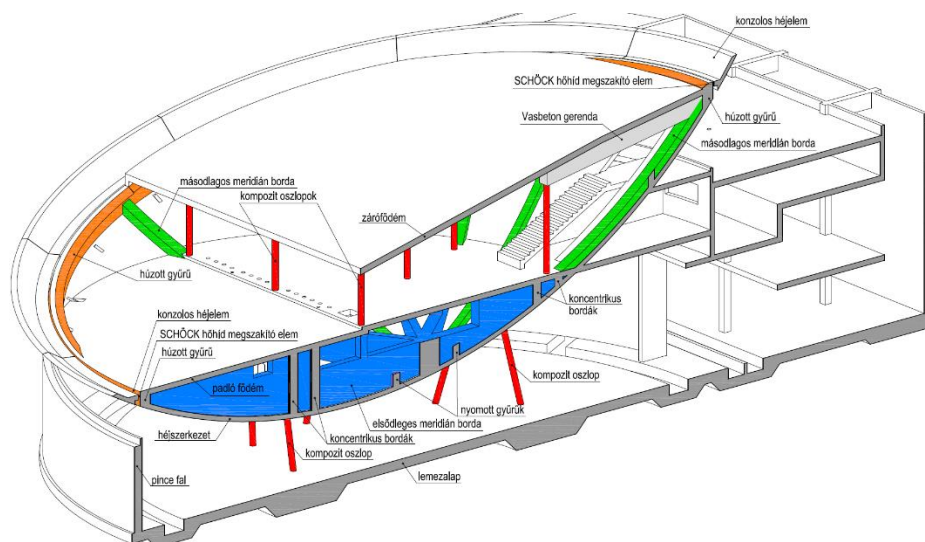 konzolos héjelem
SCHÖCK hőhíd megszakító elem
húzott gyűrű
Vasbeton gerenda
másodlagos meridián borda
másodlagos meridián borda
kompozit oszlopok
zárófödém
húzott gyűrű
koncentrikus
bordák
konzolos héjelem
SCHÖCK hőhíd megszakító elem
húzott gyűrű
padló födém
kompozit oszlop
nyomott gyűrűk
elsődleges meridián borda
héjszerkezet
koncentrikus bordák
kompozit oszlop
pince fal
lemezalap